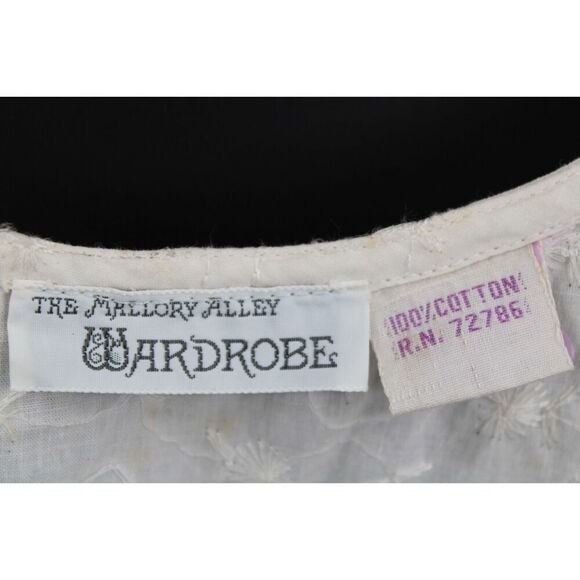 THE MALLORY ALLEY
WARDROBE
100% COTTON
R.N. 72786